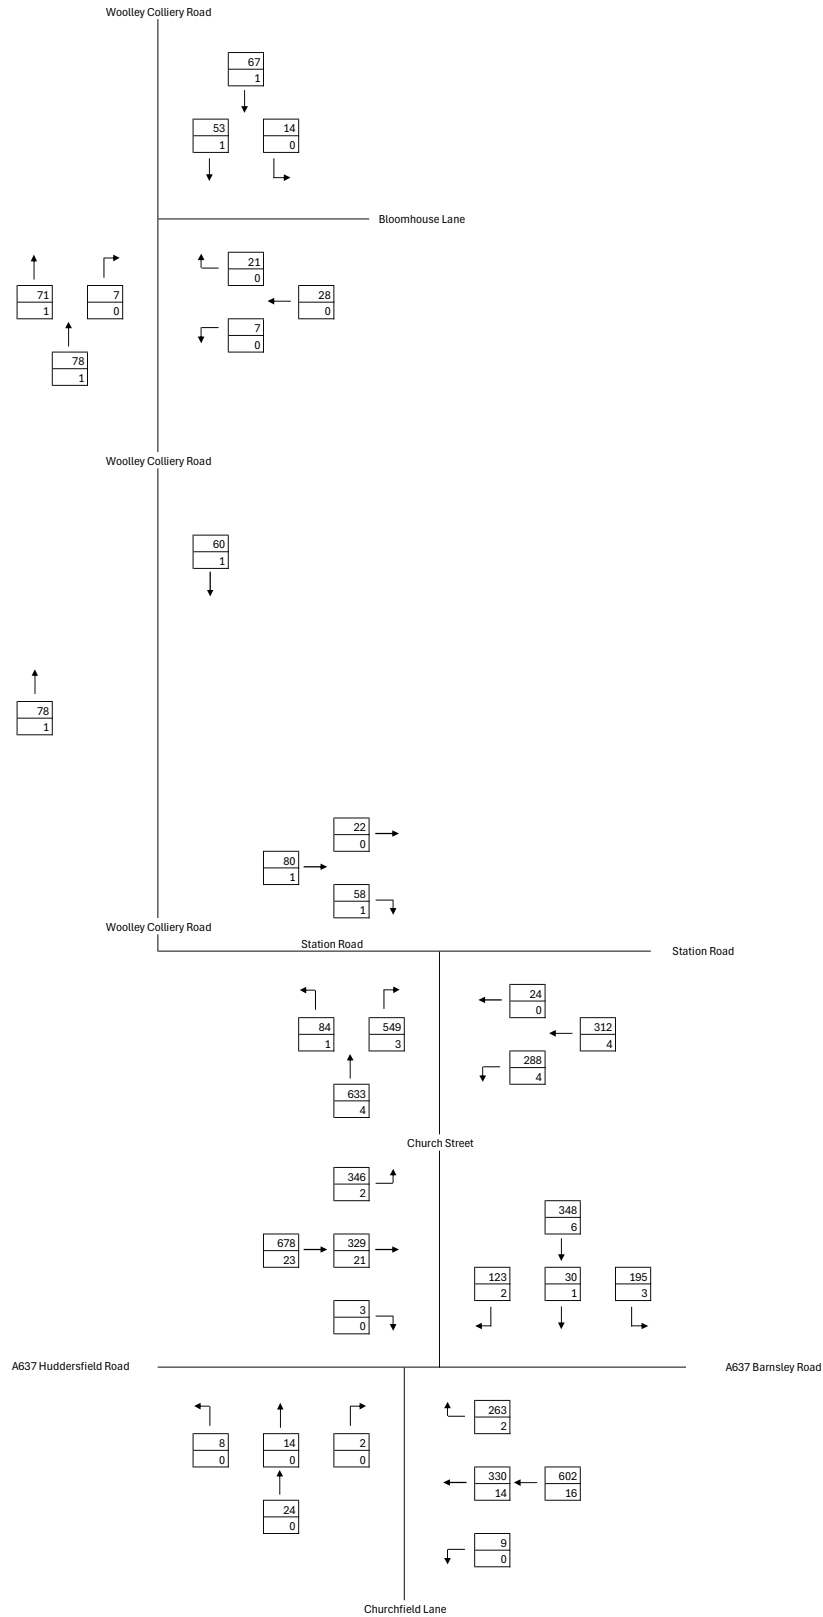 Woolley Colliery Road
67
1
53 14
1 0
Bloomhouse Lane
21
0
71 7 28
1 0 0
7
0
78
1
Woolley Colliery Road
60
1
78
1
22
0
80
1
58
1
Woolley Colliery Road
Station Road
Station Road
24
0
84 549 312
1 3 4
288
4
633
4
Church Street
346
2
348
6
678 329
23 21
123 30 195
2 1 3
3
0
A637 Huddersfield Road A637 Barnsley Road
263
2
8 14 2
0 0 0
330 602
14 16
24
0
9
0
Churchfield Lane